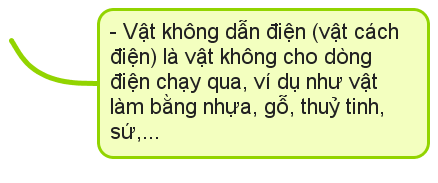 - Vật không dẫn điện (vật cách
điện) là vật không cho dòng
điện chạy qua, ví dụ như vật
làm bằng nhựa, gỗ, thuỷ tinh,
sứ,...